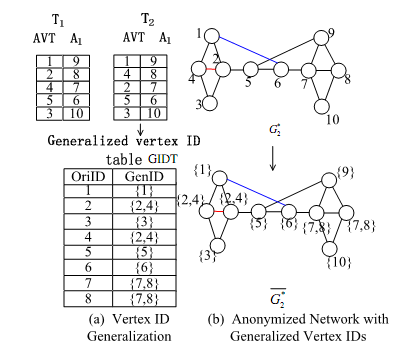 T1
T2
AVT A1
AVT A1
1 9
2 8
4 7
5 6
3 10
1 9
4 8
2 7
5 6
3 10
Generalized vertex ID
table GIDT
OriID GenID
1 {1}
2 {2,4}
3 {3}
4 {2,4}
5 {5}
6 {6}
7 {7,8}
8 {7,8}
(a) Vertex ID
Generalization
1
9
2
4
5
6
7
8
3
10
G2*
{1}
{9}
{2,4}
{2,4}
{5}
{6}
{7,8}
{7,8}
{3}
{10}
G2*
(b) Anonymized Network with
Generalized Vertex IDs